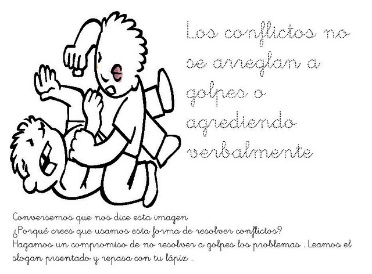 Los conflictos no
se arreglan a
golpes o
agrediendo
verbalmente
Conversemos que nos dice esta imagen
¿Porqué crees que usamos esta forma de resolver conflictos?
Hagamos un compromiso de no resolver a golpes los problemas . Leamos el
slogan prsentado y repasa con tu lápiz .